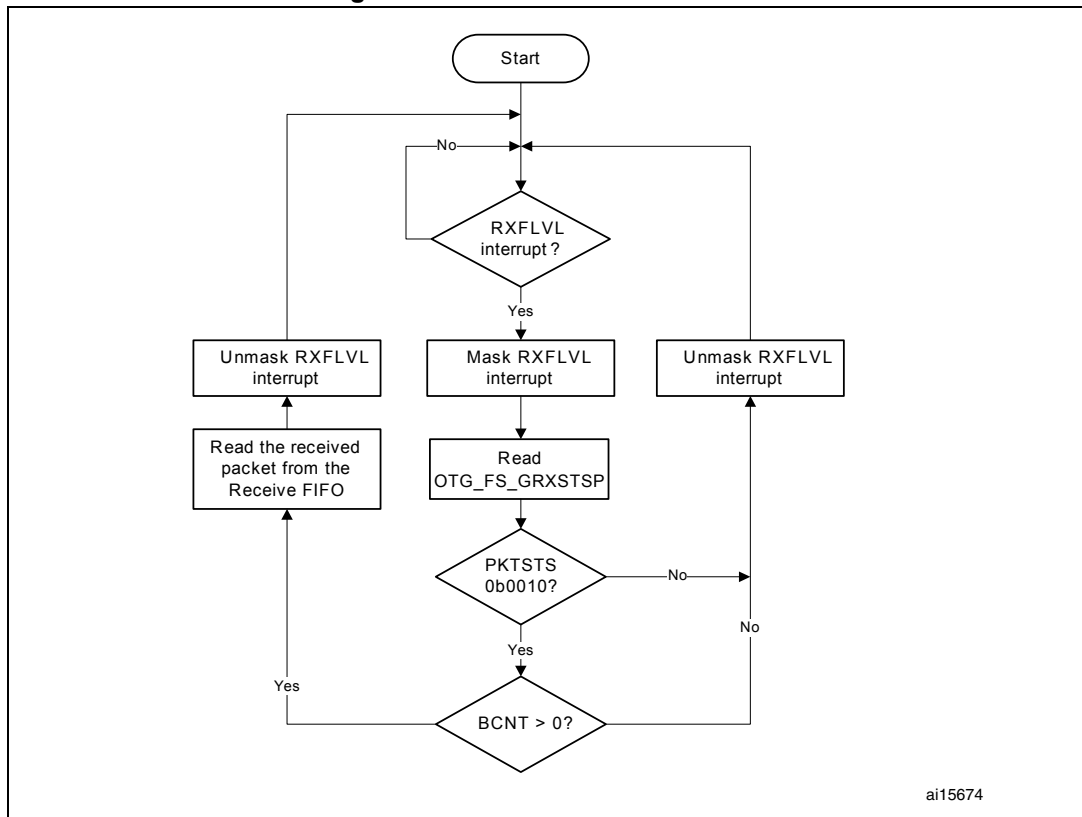 Start
No
RXFLVL
interrupt ?
Yes
Unmask RXFLVL
interrupt
Mask RXFLVL
interrupt
Unmask RXFLVL
interrupt
Read the received
packet from the
Receive FIFO
Read
OTG_FS_GRXSTSP
PKTSTS
0b0010?
No
No
Yes
Yes
BCNT > 0?
ai15674